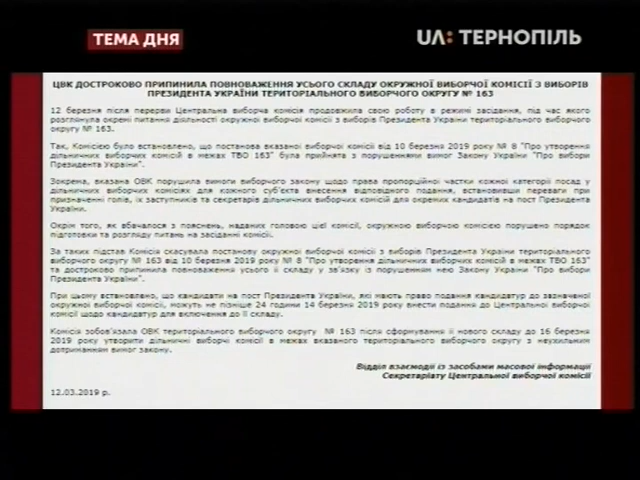 ТЕМА ДНЯ
UA: ТЕРНОПІЛЬ
ЦВК ДОСТРОКОВО ПРИПИНИЛА ПОВНОВАЖЕННЯ УСЬОГО СКЛАДУ ОКРУЖНОЇ ВИБОРЧОЇ КОМІСІЇ З ВИБОРІВ
ПРЕЗИДЕНТА УКРАЇНИ ТЕРИТОРІАЛЬНОГО ВИБОРЧОГО ОКРУГУ № 163
12 березня після перерви Центральна виборча комісія продовжила свою роботу в режимі засідання, під час якого
розглянула окремі питання діяльності окружної виборчої комісії з виборів Президента України територіального виборчого
округу № 163.
Так, Комісією було встановлено, що постанова вказаної виборчої комісії від 10 березня 2019 року № 8 "Про утворення
дільничних виборчих комісій в межах ТВО 163" була прийнята з порушеннями вимог Закону України "Про вибори
Президента України".
Зокрема, вказана ОВК порушила вимоги виборчого закону щодо права пропорційної частки кожної категорії посад у
дільничних виборчих комісіях для кожного суб'єкта внесення відповідного подання, встановивши переваги при
призначенні голів, їх заступників та секретарів дільничних виборчих комісій для окремих кандидатів на пост Президента
України.
Окрім того, як вбачалося з пояснень, наданих головою цієї комісії, окружною виборчою комісією порушено порядок
підготовки та розгляду питань на засіданні комісії.
За таких підстав Комісія скасувала постанову окружної виборчої комісії з виборів Президента України територіального
виборчого округу № 163 від 10 березня 2019 року № 8 "Про утворення дільничних виборчих комісій в межах ТВО 163"
та достроково припинила повноваження усього її складу у зв'язку із порушенням нею Закону України "Про вибори
Президента України".
При цьому встановлено, що кандидати на пост Президента України, які мають право подання кандидатур до зазначеної
окружної виборчої комісії, можуть не пізніше 24 години 14 березня 2019 року внести подання до Центральної виборчої
комісії щодо кандидатур для включення до її складу.
Комісія зобов'язала ОВК територіального виборчого округу № 163 після сформування її нового складу до 16 березня
2019 року утворити дільничні виборчі комісії в межах вказаного територіального виборчого округу з неухильним
дотриманням вимог закону.
Відділ взаємодії із засобами масової інформації
Секретаріату Центральної виборчої комісії
12.03.2019 р.